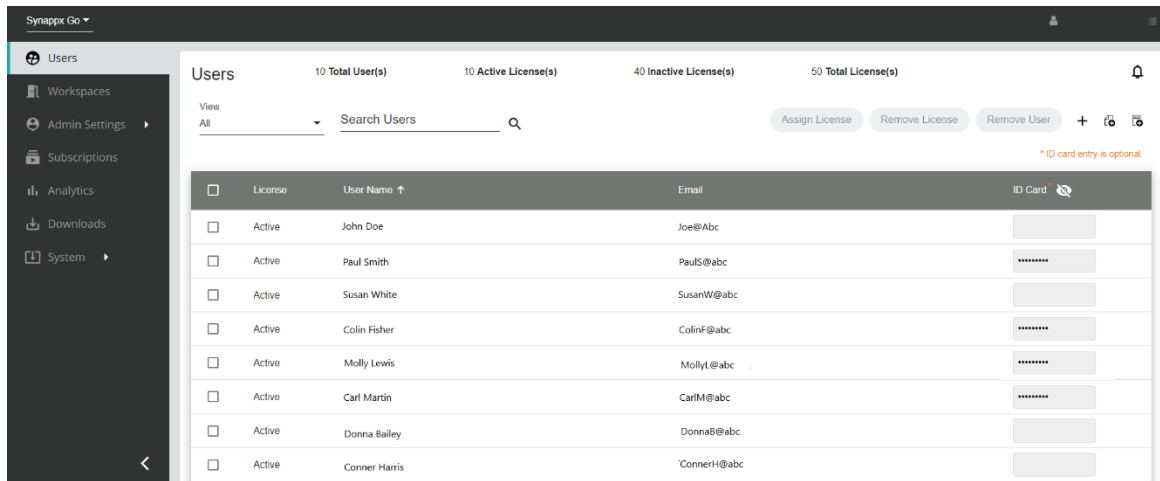 Synappx Go
Users
Workspaces
Admin Settings
Subscriptions
Analytics
Downloads
System
Users
10 Total User(s)
10 Active License(s)
40 Inactive License(s)
50 Total License(s)
View
All
Search Users
Assign License
Remove License
Remove User
* ID card entry is optional.
License User Name Email ID Card *
Active John Doe Joe@Abc
Active Paul Smith PaulS@abc •••••••••
Active Susan White SusanW@abc
Active Colin Fisher ColinF@abc •••••••••
Active Molly Lewis MollyL@abc •••••••••
Active Carl Martin CarlM@abc •••••••••
Active Donna Bailey DonnaB@abc
Active Conner Harris 'ConnerH@abc